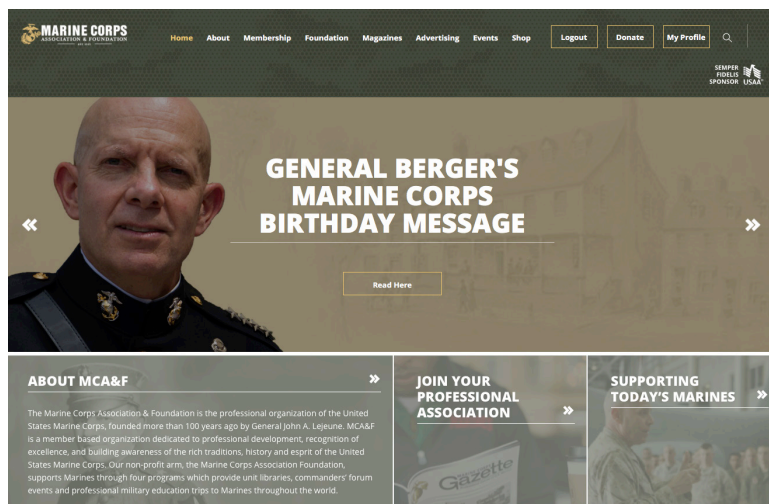 MARINE CORPS
ASSOCIATION & FOUNDATION
Home About Membership Foundation Magazines Advertising Events Shop Logout Donate My Profile
SEMPER
FIDELIS
SPONSOR USAA
GENERAL BERGER'S
MARINE CORPS
BIRTHDAY MESSAGE
Read Here
ABOUT MCA&F
The Marine Corps Association & Foundation is the professional organization of the United
States Marine Corps, founded more than 100 years ago by General John A. Lejeune. MCA&F
is a member based organization dedicated to professional development, recognition of
excellence, and building awareness of the rich traditions, history and esprit of the United
States Marine Corps. Our non-profit arm, the Marine Corps Association Foundation,
supports Marines through four programs which provide unit libraries, commanders' forum
events and professional military education trips to Marines throughout the world.
JOIN YOUR
PROFESSIONAL
ASSOCIATION
Gazette
SUPPORTING
TODAY'S MARINES